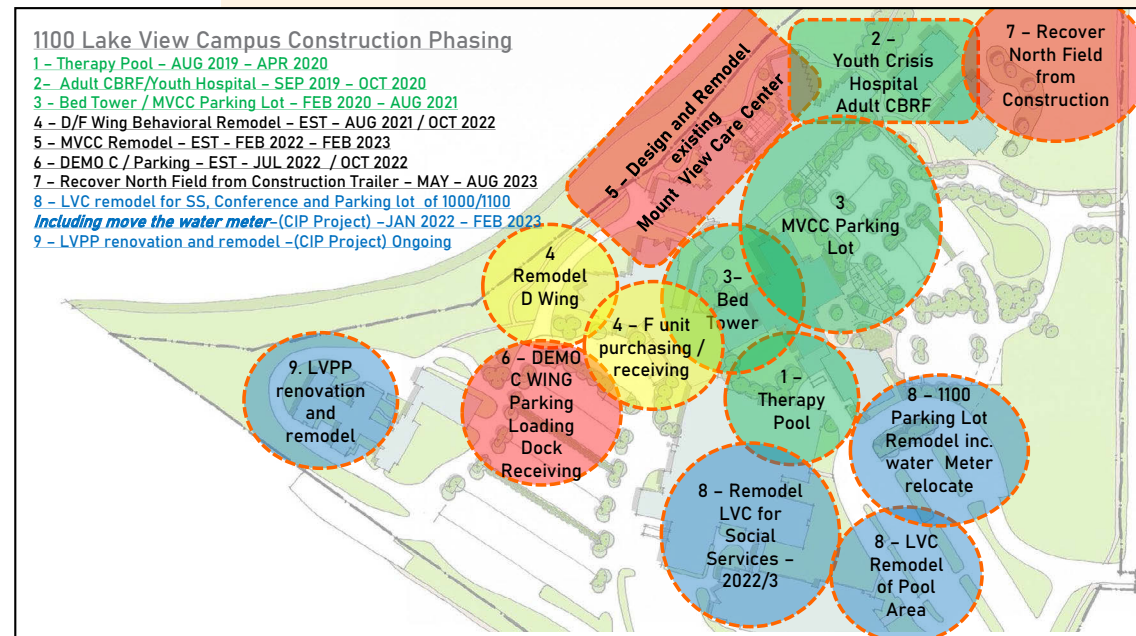 1100 Lake View Campus Construction Phasing
1 – Therapy Pool – AUG 2019 – APR 2020
2– Adult CBRF/Youth Hospital – SEP 2019 – OCT 2020
3 - Bed Tower / MVCC Parking Lot – FEB 2020 – AUG 2021
4 – D/F Wing Behavioral Remodel – EST - AUG 2021 / OCT 2022
5 – MVCC Remodel – EST - FEB 2022 – FEB 2023
6 – DEMO C / Parking – EST - JUL 2022 / OCT 2022
7 – Recover North Field from Construction Trailer – MAY – AUG 2023
8 – LVC remodel for SS, Conference and Parking lot of 1000/1100
Including move the water meter–(CIP Project) –JAN 2022 – FEB 2023
9 – LVPP renovation and remodel –(CIP Project) Ongoing
5 – Design and Remodel
existing
Mount View Care Center
2 –
Youth Crisis
Hospital
Adult CBRF
7 – Recover
North Field
from
Construction
3
MVCC Parking
Lot
4
Remodel
D Wing
3–
Bed
Tower
4 – F unit
purchasing /
receiving
6 – DEMO
C WING
Parking
Loading
Dock
Receiving
9. LVPP
renovation
and
remodel
1 –
Therapy
Pool
8 – 1100
Parking Lot
Remodel inc.
water Meter
relocate
8 – Remodel
LVC for
Social
Services –
2022/3
8 – LVC
Remodel
of Pool
Area